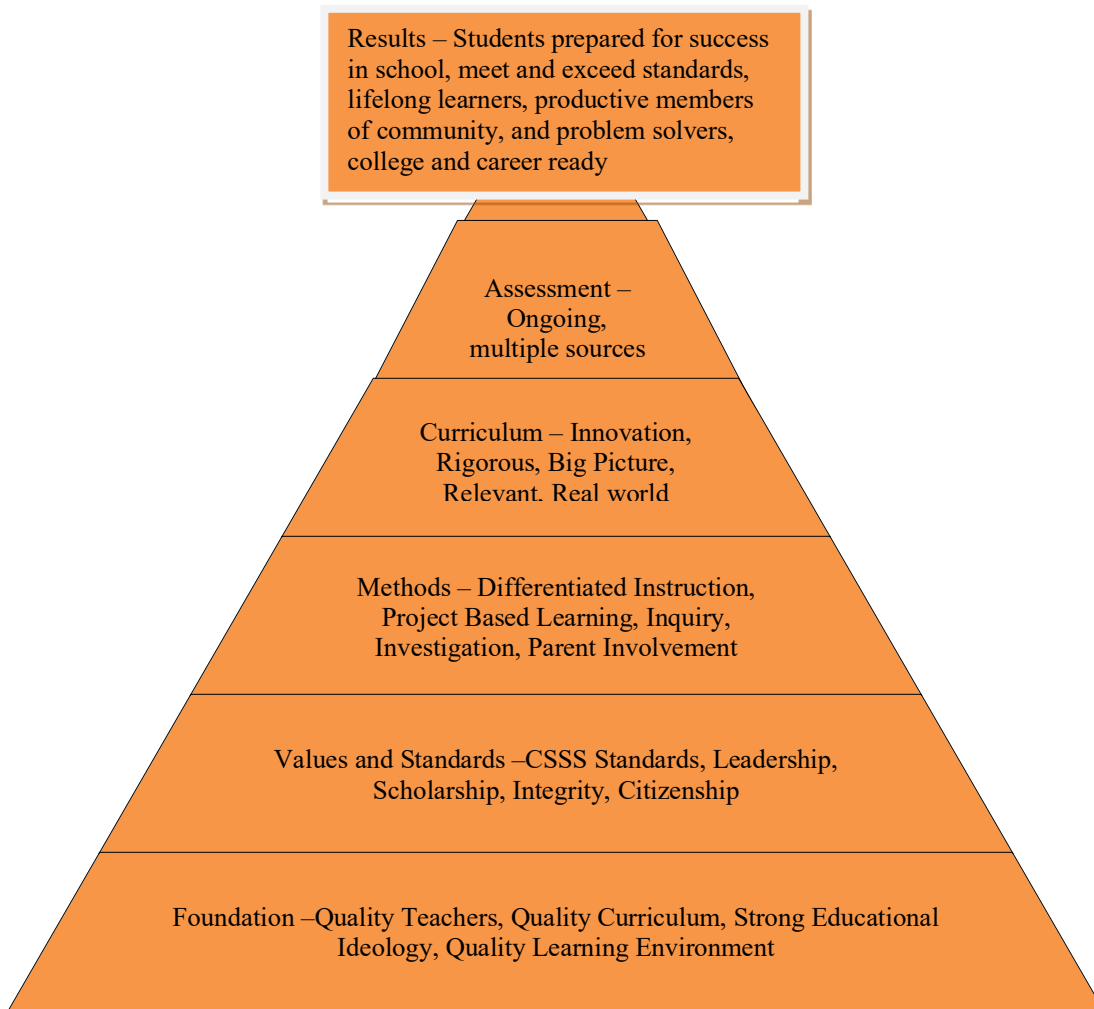 Results – Students prepared for success
in school, meet and exceed standards,
lifelong learners, productive members
of community, and problem solvers,
college and career ready
Assessment –
Ongoing,
multiple sources
Curriculum – Innovation,
Rigorous, Big Picture,
Relevant, Real world
Methods – Differentiated Instruction,
Project Based Learning, Inquiry,
Investigation, Parent Involvement
Values and Standards –CSSS Standards, Leadership,
Scholarship, Integrity, Citizenship
Foundation –Quality Teachers, Quality Curriculum, Strong Educational
Ideology, Quality Learning Environment